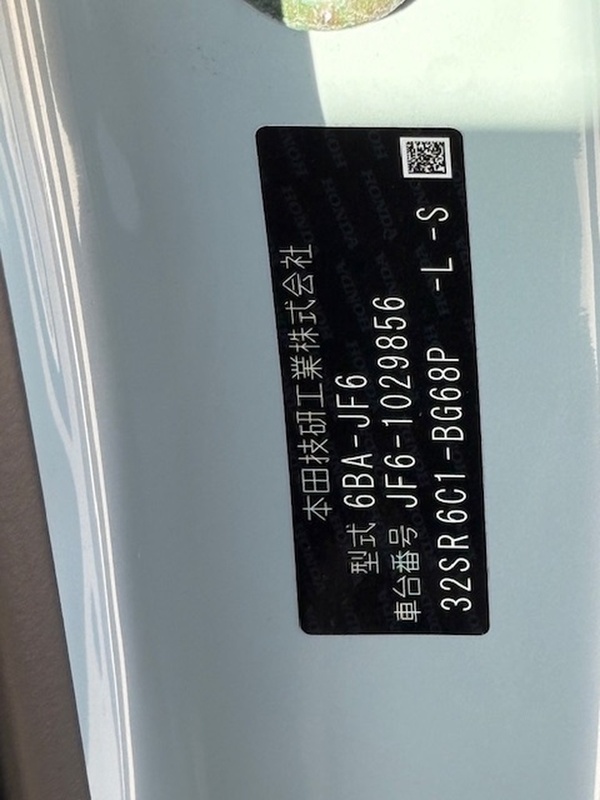 本田技研工業株式会社
型式 6BA-JF6
車台番号 JF6-1029856
32SR6C1-BG68P -L-S